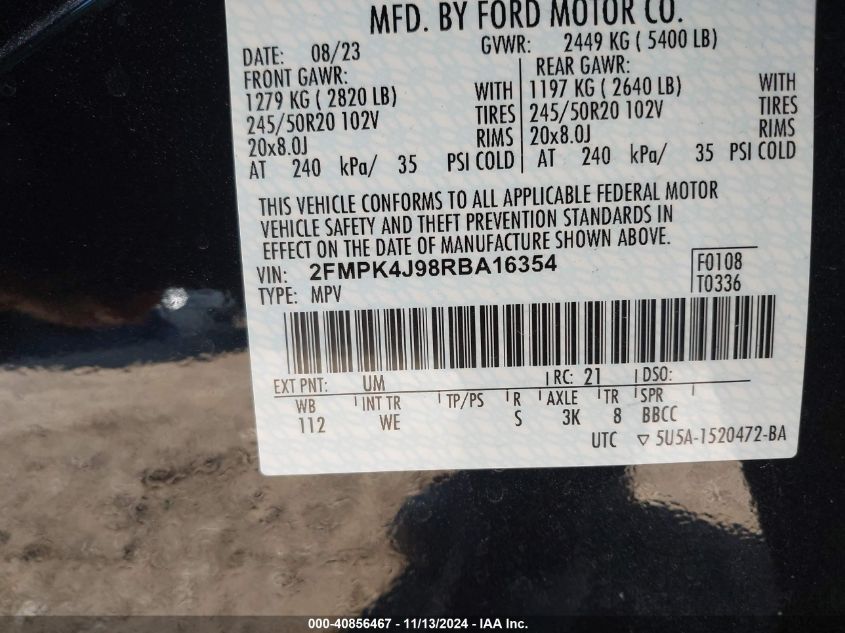 MFD. BY FORD MOTOR CO.
DATE: 08/23 GVWR: 2449 KG ( 5400 LB)
FRONT GAWR: REAR GAWR:
1279 KG ( 2820 LB) WITH 1197 KG ( 2640 LB) WITH
245/50R20 102V TIRES 245/50R20 102V TIRES
20x8.0J RIMS 20x8.0J RIMS
AT 240 kPa/ 35 PSI COLD AT 240 kPa/ 35 PSI COLD
THIS VEHICLE CONFORMS TO ALL APPLICABLE FEDERAL MOTOR
VEHICLE SAFETY AND THEFT PREVENTION STANDARDS IN
EFFECT ON THE DATE OF MANUFACTURE SHOWN ABOVE.
VIN: 2FMPK4J98RBA16354 F0108
TYPE: MPV T0336
EXT PNT: UM RC: 21 DSO:
WB INT TR TP/PS R AXLE TR SPR
112 WE S 3K 8 BBCC
UTC ▽ 5U5A-1520472-BA
000-40856467 - 11/13/2024 - IAA Inc.